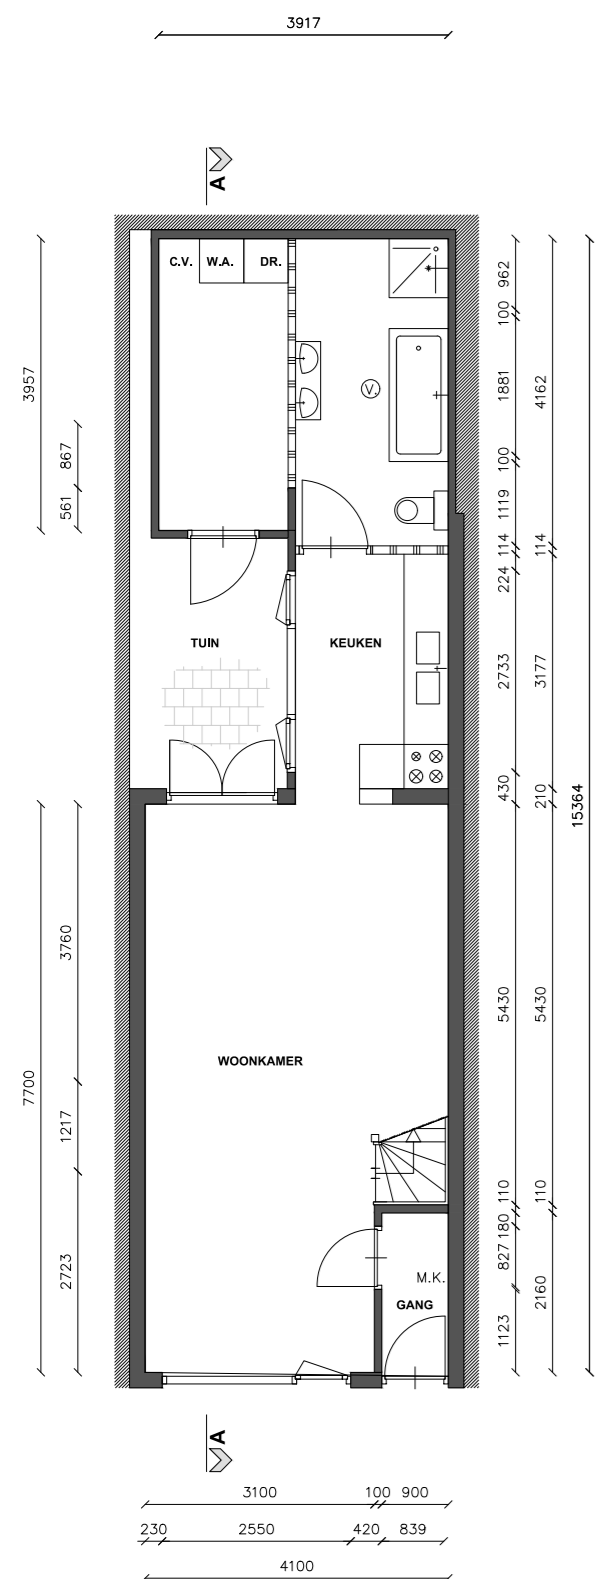 3917
A
C.V. W.A. DR.
3957
867
561
962
100
1881
100
1119
114
224
2733
430
4162
114
3177
210
15364
V.
TUIN
KEUKEN
3760
7700
1217
2723
5430
5430
WOONKAMER
110
180
827
1123
110
2160
M.K.
GANG
A
3100 100 900
230 2550 420 839
4100